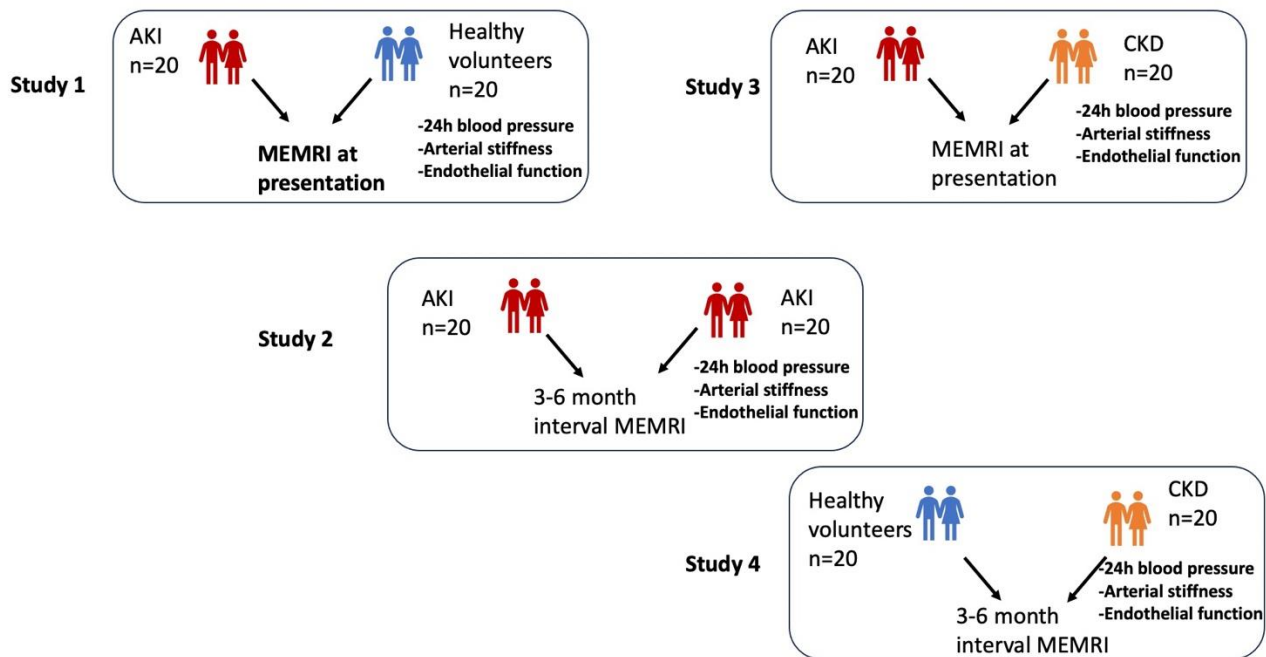 Study 1
AKI
n=20
Healthy
volunteers
n=20
-24h blood pressure
-Arterial stiffness
-Endothelial function
MEMRI at
presentation
Study 3
AKI
n=20
CKD
n=20
-24h blood pressure
-Arterial stiffness
-Endothelial function
MEMRI at
presentation
Study 2
AKI
n=20
AKI
n=20
-24h blood pressure
-Arterial stiffness
-Endothelial function
3-6 month
interval MEMRI
Study 4
Healthy
volunteers
n=20
CKD
n=20
-24h blood pressure
-Arterial stiffness
-Endothelial function
3-6 month
interval MEMRI